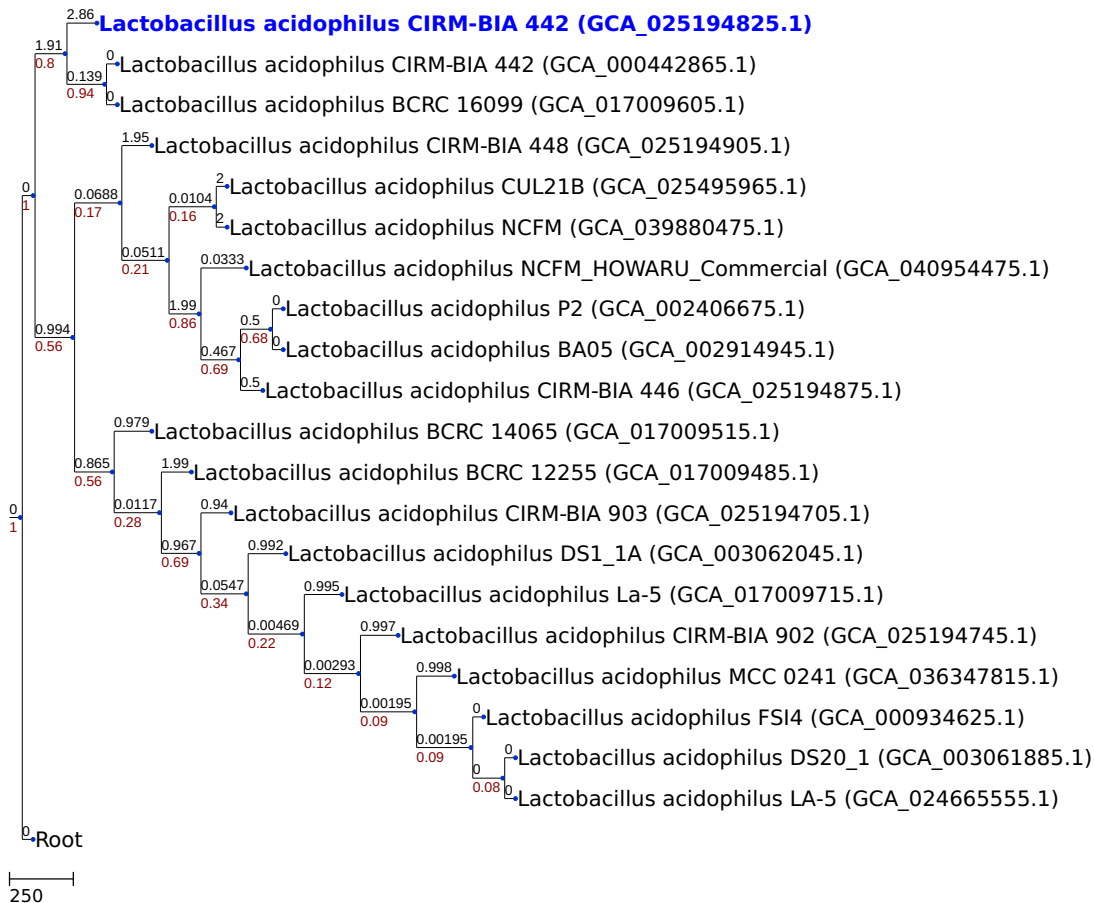 2.86
Lactobacillus acidophilus CIRM-BIA 442 (GCA_025194825.1)
1.91
0.8
0
Lactobacillus acidophilus CIRM-BIA 442 (GCA_000442865.1)
0.139
0.94
0
Lactobacillus acidophilus BCRC 16099 (GCA_017009605.1)
1.95
Lactobacillus acidophilus CIRM-BIA 448 (GCA_025194905.1)
0
1
0.0688
0.17
2
Lactobacillus acidophilus CUL21B (GCA_025495965.1)
0.0104
0.16
2
Lactobacillus acidophilus NCFM (GCA_039880475.1)
0.0511
0.21
0.0333
Lactobacillus acidophilus NCFM_HOWARU_Commercial (GCA_040954475.1)
1.99
0.86
0
Lactobacillus acidophilus P2 (GCA_002406675.1)
0.5
0.68
0
Lactobacillus acidophilus BA05 (GCA_002914945.1)
0.994
0.56
0.467
0.69
0.5
Lactobacillus acidophilus CIRM-BIA 446 (GCA_025194875.1)
0.979
Lactobacillus acidophilus BCRC 14065 (GCA_017009515.1)
0.865
0.56
1.99
Lactobacillus acidophilus BCRC 12255 (GCA_017009485.1)
0.0117
0.28
0.94
Lactobacillus acidophilus CIRM-BIA 903 (GCA_025194705.1)
0
1
0.967
0.69
0.992
Lactobacillus acidophilus DS1_1A (GCA_003062045.1)
0.0547
0.34
0.995
Lactobacillus acidophilus La-5 (GCA_017009715.1)
0.00469
0.22
0.997
Lactobacillus acidophilus CIRM-BIA 902 (GCA_025194745.1)
0.00293
0.12
0.998
Lactobacillus acidophilus MCC 0241 (GCA_036347815.1)
0.00195
0.09
0
Lactobacillus acidophilus FSI4 (GCA_000934625.1)
0.00195
0.09
0
Lactobacillus acidophilus DS20_1 (GCA_003061885.1)
0
0.08
0
Lactobacillus acidophilus LA-5 (GCA_024665555.1)
0
Root
250